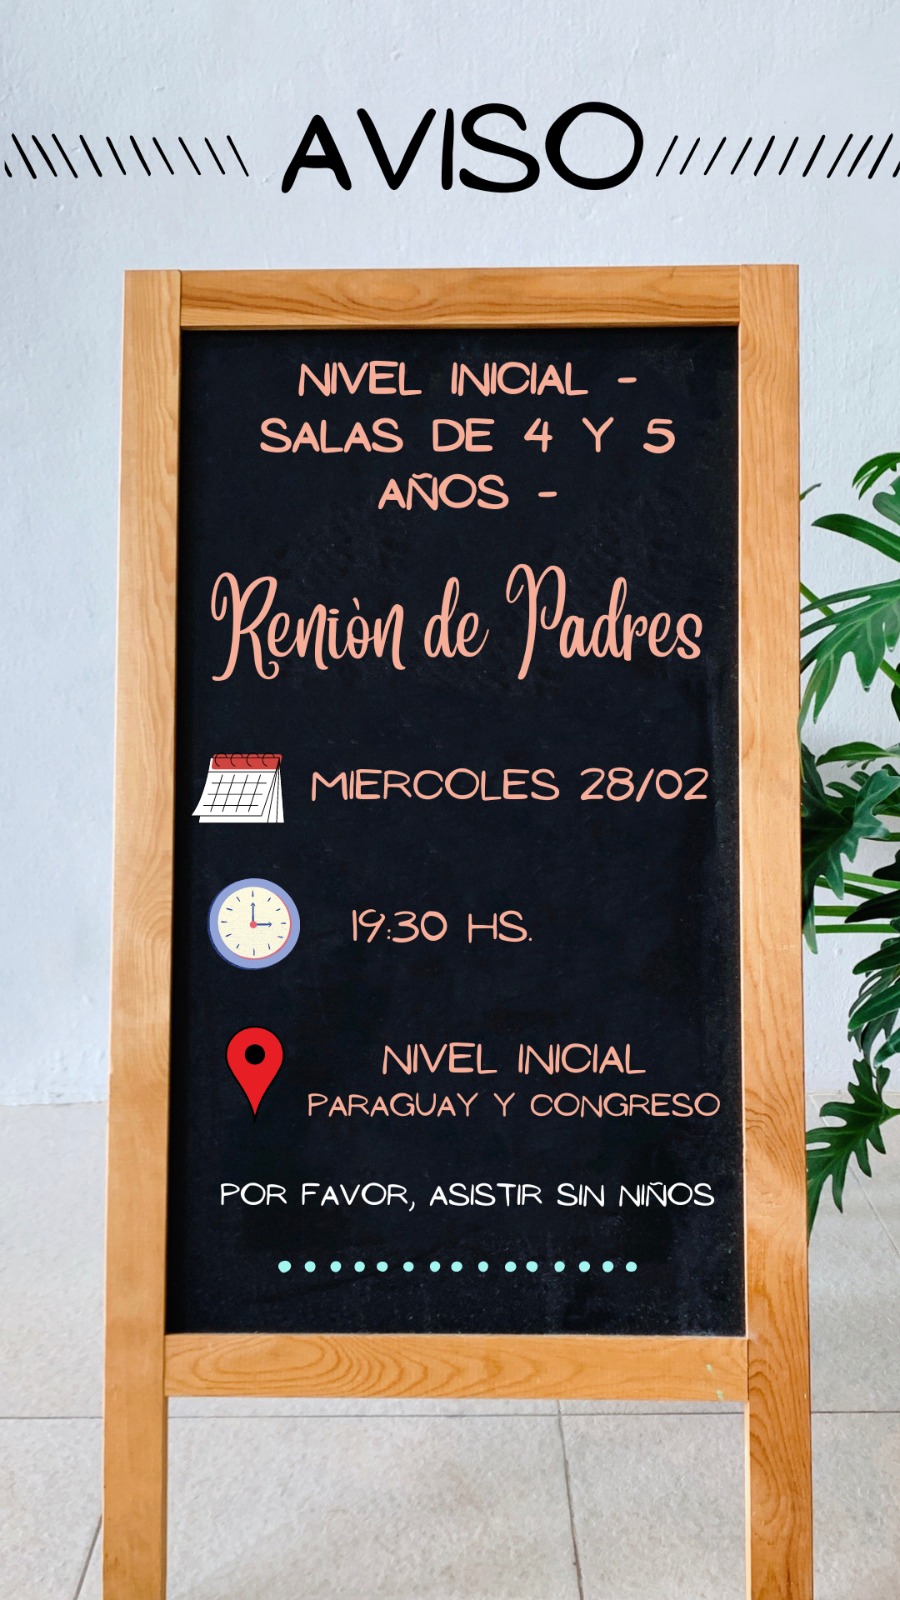 AVISO
NIVEL INICIAL -
SALAS DE 4 Y 5
AÑOS -
Reniòn de Padres
MIERCOLES 28/02
19:30 HS.
NIVEL INICIAL
PARAGUAY Y CONGRESO
POR FAVOR, ASISTIR SIN NIÑOS